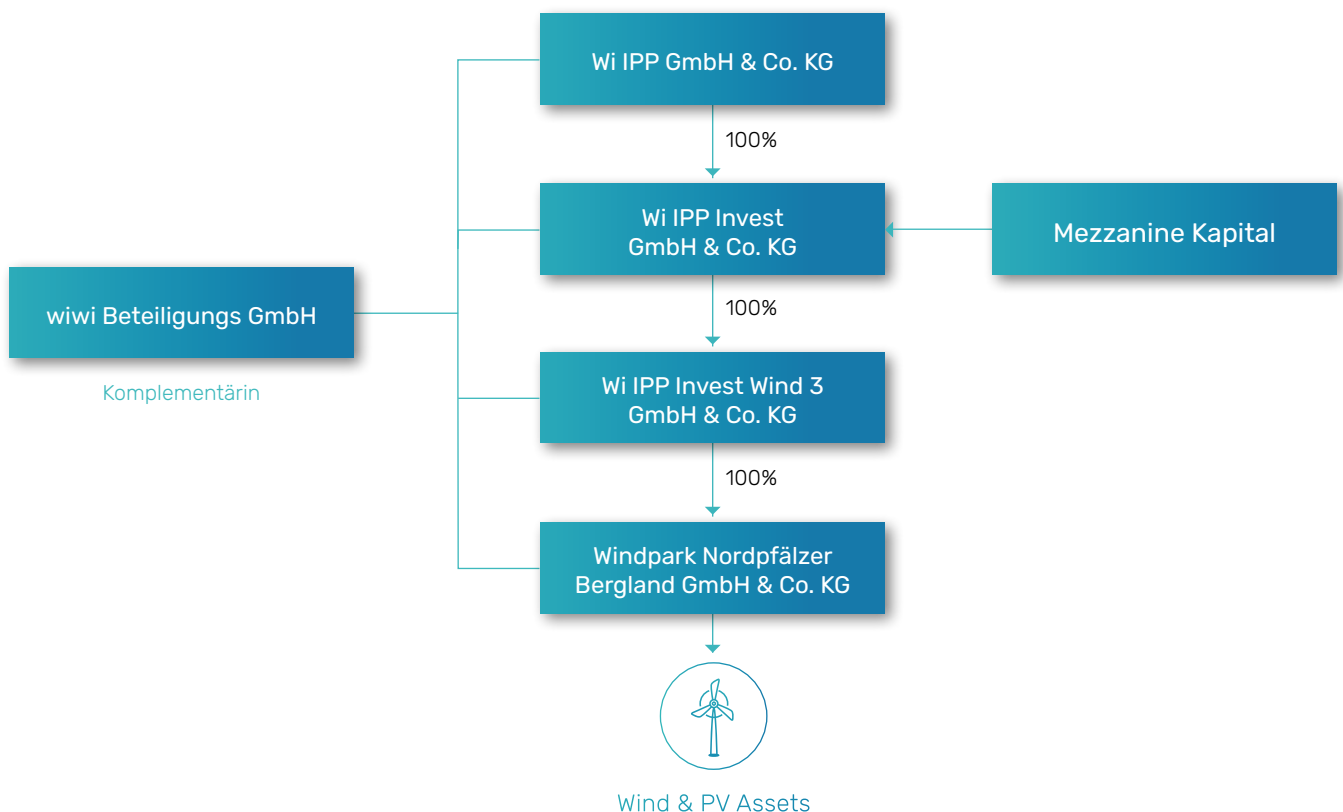 Wi IPP GmbH & Co. KG
100%
Wi IPP Invest
GmbH & Co. KG
Mezzanine Kapital
100%
wiwi Beteiligungs GmbH
Komplementärin
Wi IPP Invest Wind 3
GmbH & Co. KG
100%
Windpark Nordpfälzer
Bergland GmbH & Co. KG
Wind & PV Assets